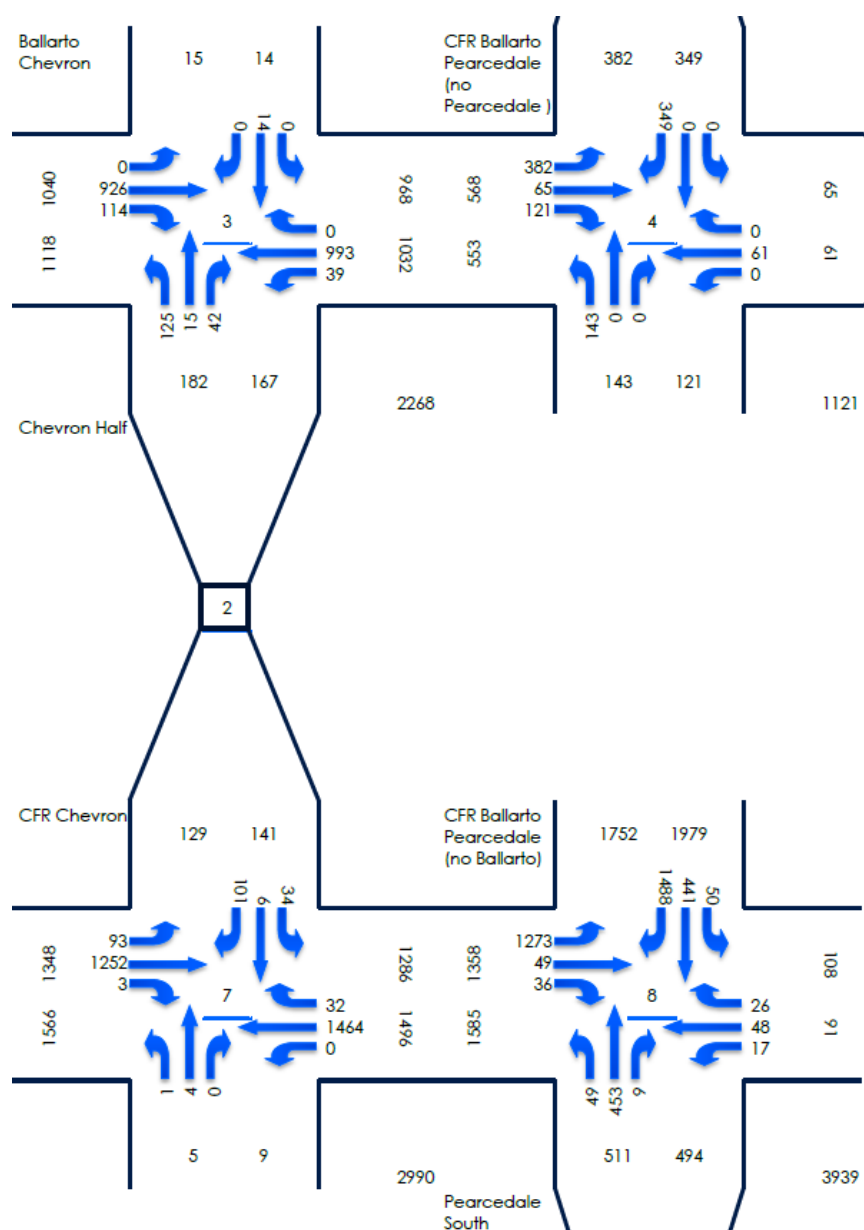 Ballarto
Chevron
15 14
CFR Ballarto
Pearcedale
(no
Pearcedale )
382 349
0 14 0
349 0 0
0
926
114
1040
1118
3
0
993
39
968
1032
568
553
382
65
121
4
0
61
0
65
61
125 15 42
143 0 0
182 167
143 121
2268
1121
Chevron Half
2
CFR Chevron
129 141
CFR Ballarto
Pearcedale
(no Ballarto)
1752 1979
101 6 34
1488 441 50
93
1252
3
1348
1566
7
32
1464
0
1286
1496
1358
1585
1273
49
36
8
26
48
17
108
91
1 4 0
49 453 9
5 9
511 494
2990
3939
Pearcedale
South